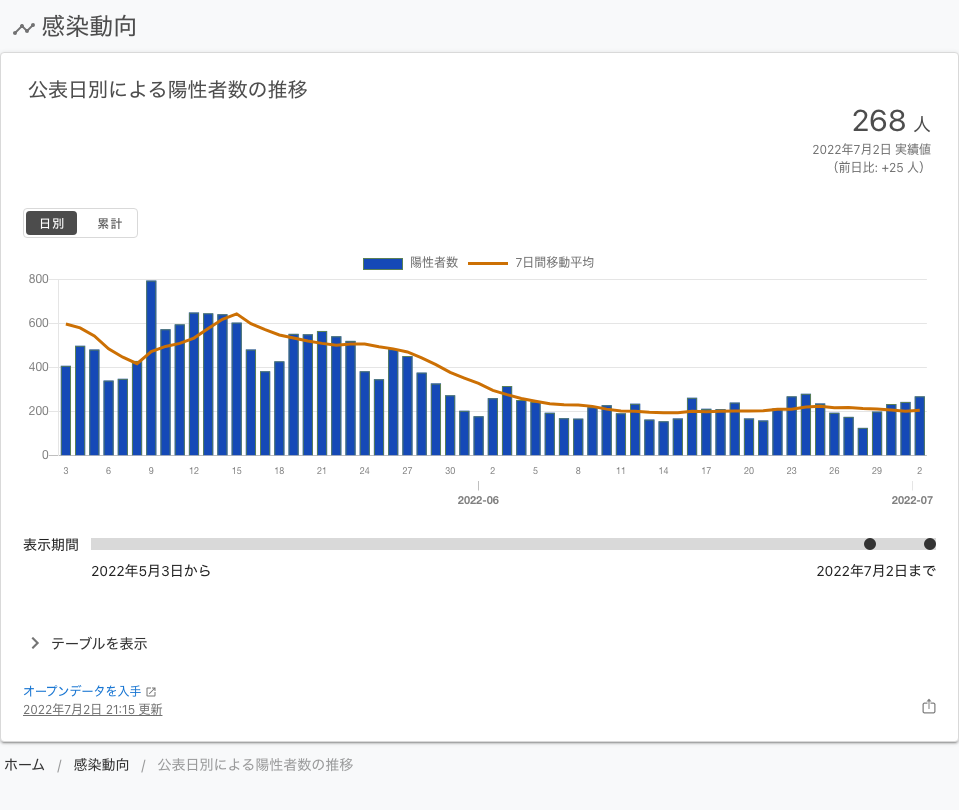 感染動向
公表日別による陽性者数の推移
268 人
2022年7月2日 実績値
（前日比: +25 人）
日別 累計
陽性者数 7日間移動平均
800
600
400
200
0
3 6 9 12 15 18 21 24 27 30 2 5 8 11 14 17 20 23 26 29 2
2022-06 2022-07
表示期間
2022年5月3日から 2022年7月2日まで
テーブルを表示
オープンデータを入手
2022年7月2日 21:15 更新
ホーム / 感染動向 / 公表日別による陽性者数の推移